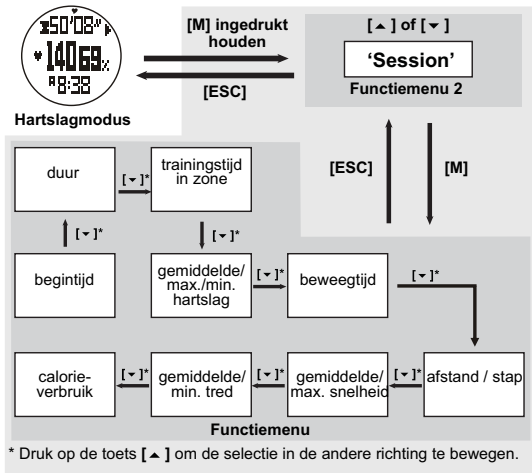 50'08"
140 69%
A 8:38
Hartslagmodus
[M] ingedrukt
houden
[ESC]
[▲] of [▼]
'Session'
Functiemenu 2
[ESC]
[M]
duur
[▼]*
trainingstijd
in zone
[▼]*
[▼]*
begintijd
gemiddelde/
max./min.
hartslag
[▼]*
beweegtijd
[▼]*
calorie-
verbruik
[▼]*
gemiddelde/
min. tred
[▼]*
gemiddelde/
max. snelheid
[▼]*
afstand / stap
Functiemenu
* Druk op de toets [▲] om de selectie in de andere richting te bewegen.